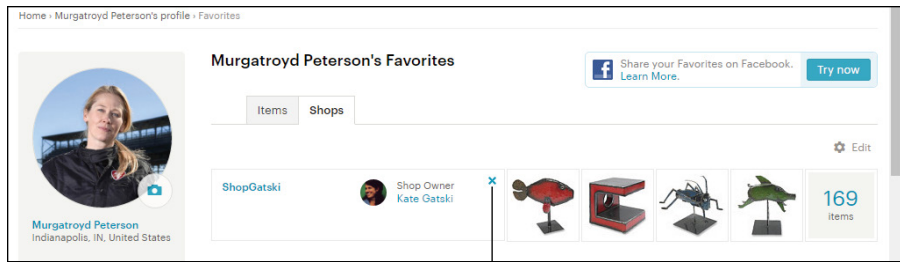 Home › Murgatroyd Peterson's profile › Favorites
Murgatroyd Peterson's Favorites
Share your Favorites on Facebook.
Learn More.
Try now
Items
Shops
Edit
ShopGatski
Shop Owner
Kate Gatski
169
items
Murgatroyd Peterson
Indianapolis, IN, United States